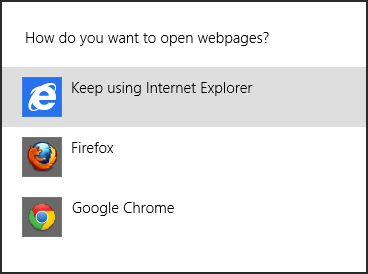 How do you want to open webpages?
Keep using Internet Explorer
Firefox
Google Chrome